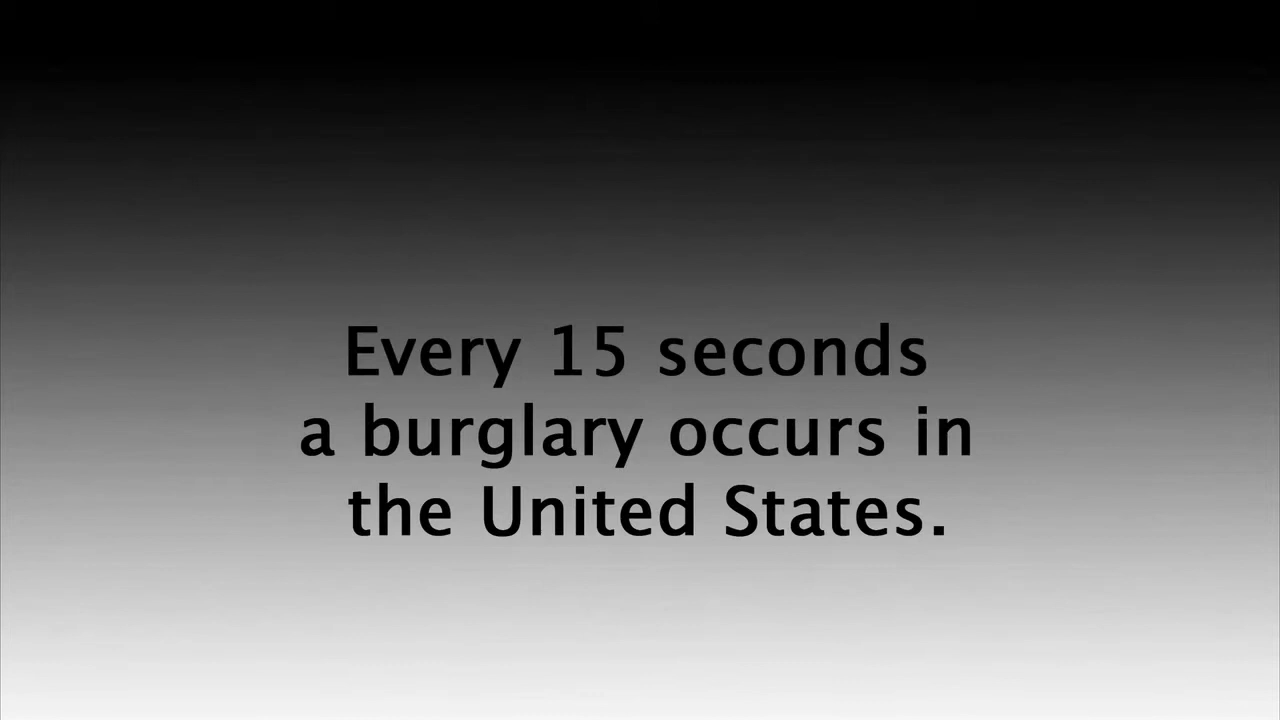 Every 15 seconds
a burglary occurs in
the United States.